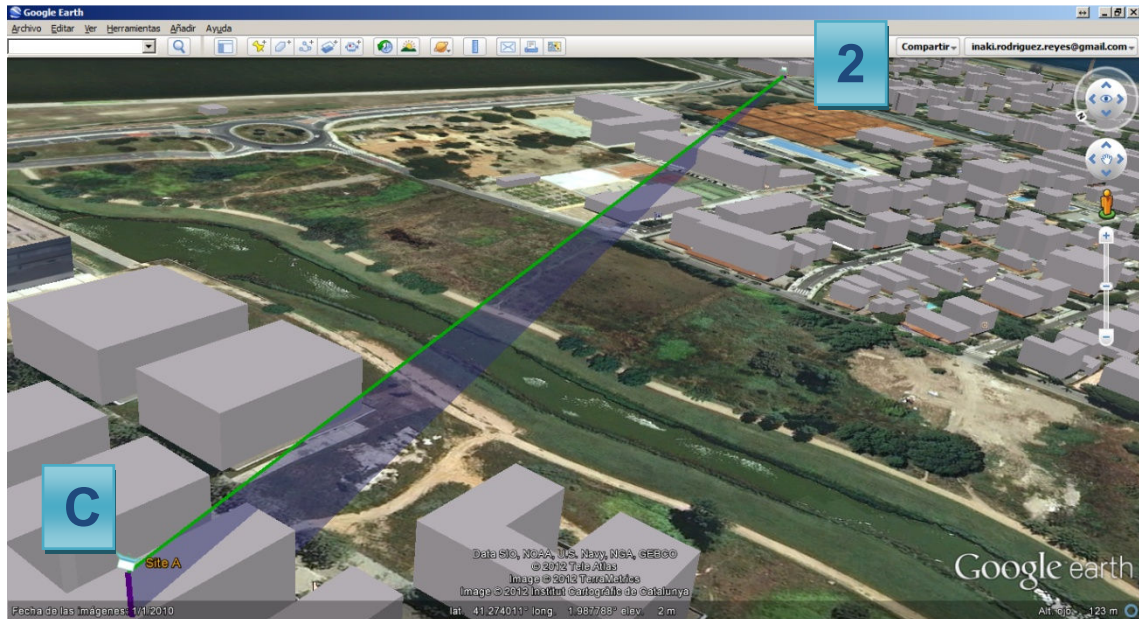 Google Earth
Archivo Editar Ver Herramientas Añadir Ayuda
Compartir inaki.rodriguez.reyes@gmail.com
2
N
C
Site A
Data SIO, NOAA, U.S. Navy, NGA, GEBCO
© 2012 Tele Atlas
Image © 2012 TerraMetrics
Image © 2012 Institut Cartogràfic de Catalunya
Google earth
Fecha de las imágenes: 1/1/2010
lat. 41.274011° long. 1.987788° elev. 2 m
Alt. ojo 123 m